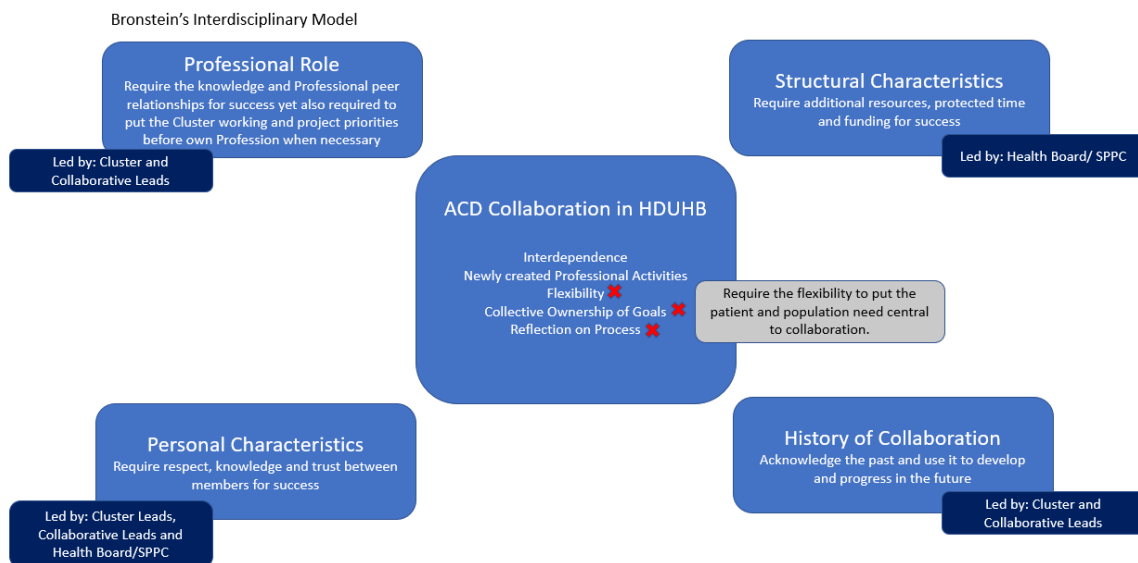 Bronstein's Interdisciplinary Model
Professional Role
Require the knowledge and Professional peer
relationships for success yet also required to
put the Cluster working and project priorities
before own Profession when necessary
Led by: Cluster and
Collaborative Leads
Structural Characteristics
Require additional resources, protected time
and funding for success
Led by: Health Board/ SPPC
ACD Collaboration in HDUHB
Interdependence
Newly created Professional Activities
Flexibility
Collective Ownership of Goals
Reflection on Process
Require the flexibility to put the
patient and population need central
to collaboration.
Personal Characteristics
Require respect, knowledge and trust between
members for success
Led by: Cluster Leads,
Collaborative Leads and
Health Board/SPPC
History of Collaboration
Acknowledge the past and use it to develop
and progress in the future
Led by: Cluster and
Collaborative Leads